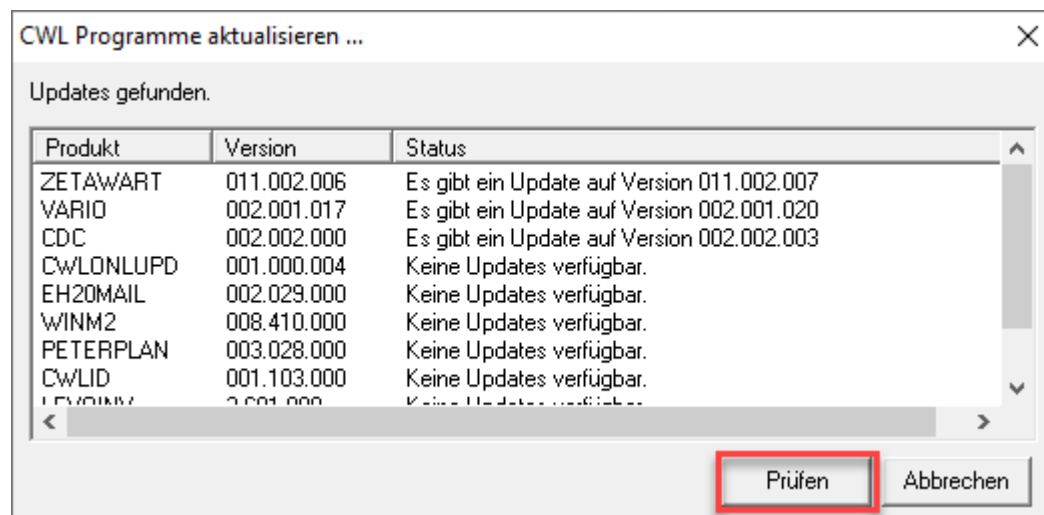 CWL Programme aktualisieren ...
Updates gefunden.
Produkt Version Status
ZETAWART 011.002.006 Es gibt ein Update auf Version 011.002.007
VARIO 002.001.017 Es gibt ein Update auf Version 002.001.020
CDC 002.002.000 Es gibt ein Update auf Version 002.002.003
CWLONLUPD 001.000.004 Keine Updates verfügbar.
EH20MAIL 002.029.000 Keine Updates verfügbar.
WINM2 008.410.000 Keine Updates verfügbar.
PETERPLAN 003.028.000 Keine Updates verfügbar.
CWLID 001.103.000 Keine Updates verfügbar.
Keine Updates verfügbar.
Prüfen Abbrechen